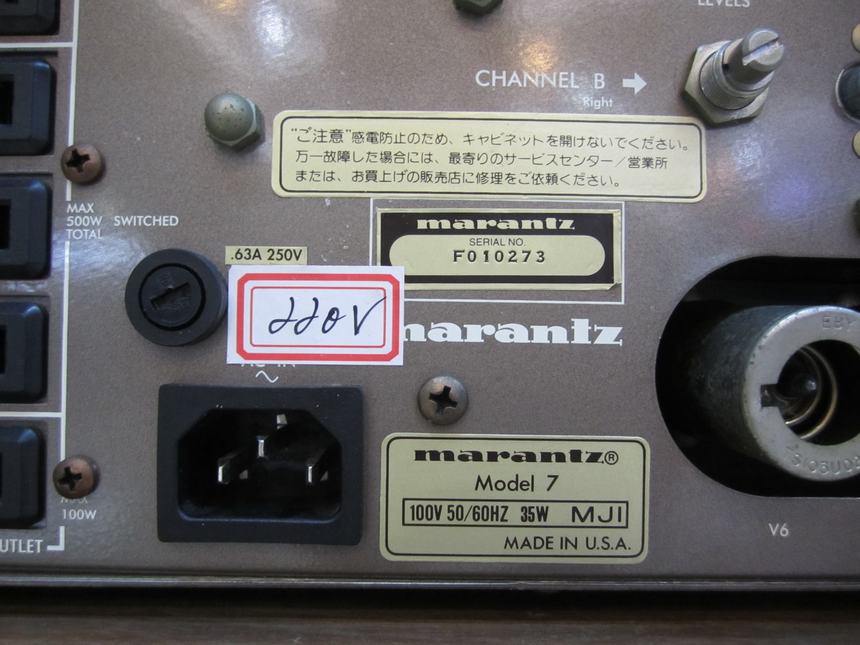 LEVELS
CHANNEL B →
Right
"ご注意"感電防止のため、キャビネットを開けないでください。
万一故障した場合には、最寄りのサービスセンター/営業所
または、お買上げの販売店に修理をご依頼ください。
MAX
500W SWITCHED
TOTAL
marantz
SERIAL NO.
F010273
.63A 250V
220V
marantz
~
marantz®
Model 7
100V 50/60HZ 35W MJI
MADE IN U.S.A.
MAX
100W
UTLET
V6